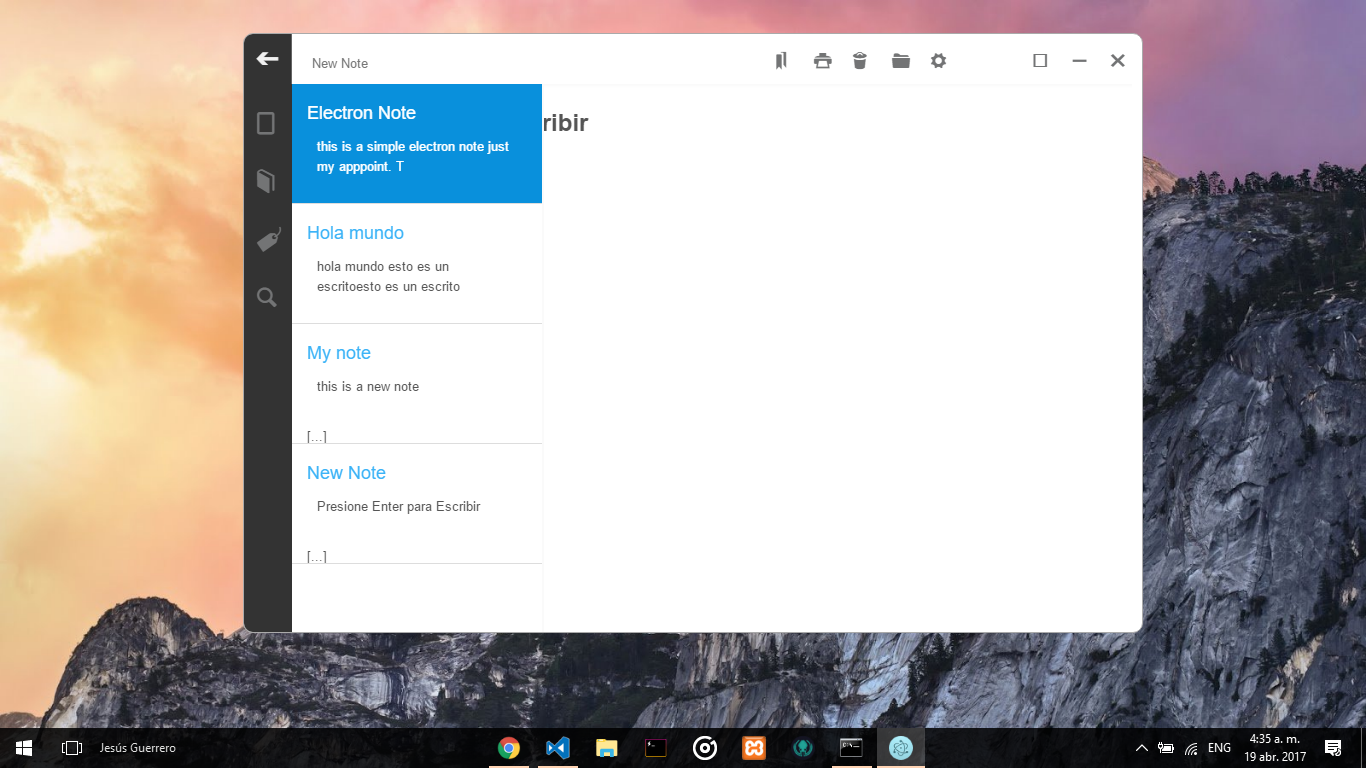 New Note
Electron Note
this is a simple electron note just
my apppoint. T
ribir
Hola mundo
hola mundo esto es un
escritoesto es un escrito
My note
this is a new note
[...]
New Note
Presione Enter para Escribir
[...]
Jesús Guerrero
ENG
4:35 a. m.
19 abr. 2017